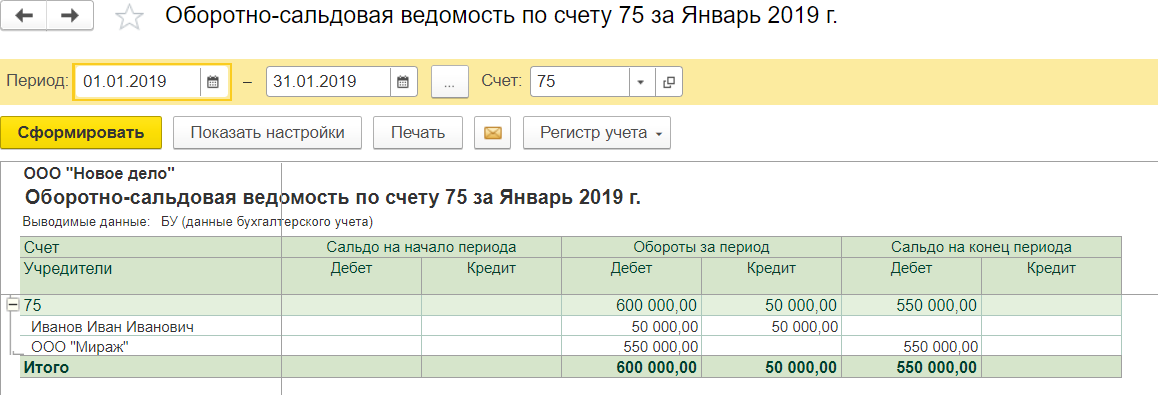 Оборотно-сальдовая ведомость по счету 75 за Январь 2019 г.
Период: 01.01.2019 – 31.01.2019 ... Счет: 75
Сформировать Показать настройки Печать Регистр учета
ООО "Новое дело"
Оборотно-сальдовая ведомость по счету 75 за Январь 2019 г.
Выводимые данные: БУ (данные бухгалтерского учета)
Счет Сальдо на начало периода Обороты за период Сальдо на конец периода
Учредители Дебет Кредит Дебет Кредит Дебет Кредит
75 600 000,00 50 000,00 550 000,00
Иванов Иван Иванович 50 000,00 50 000,00
ООО "Мираж" 550 000,00 550 000,00
Итого 600 000,00 50 000,00 550 000,00